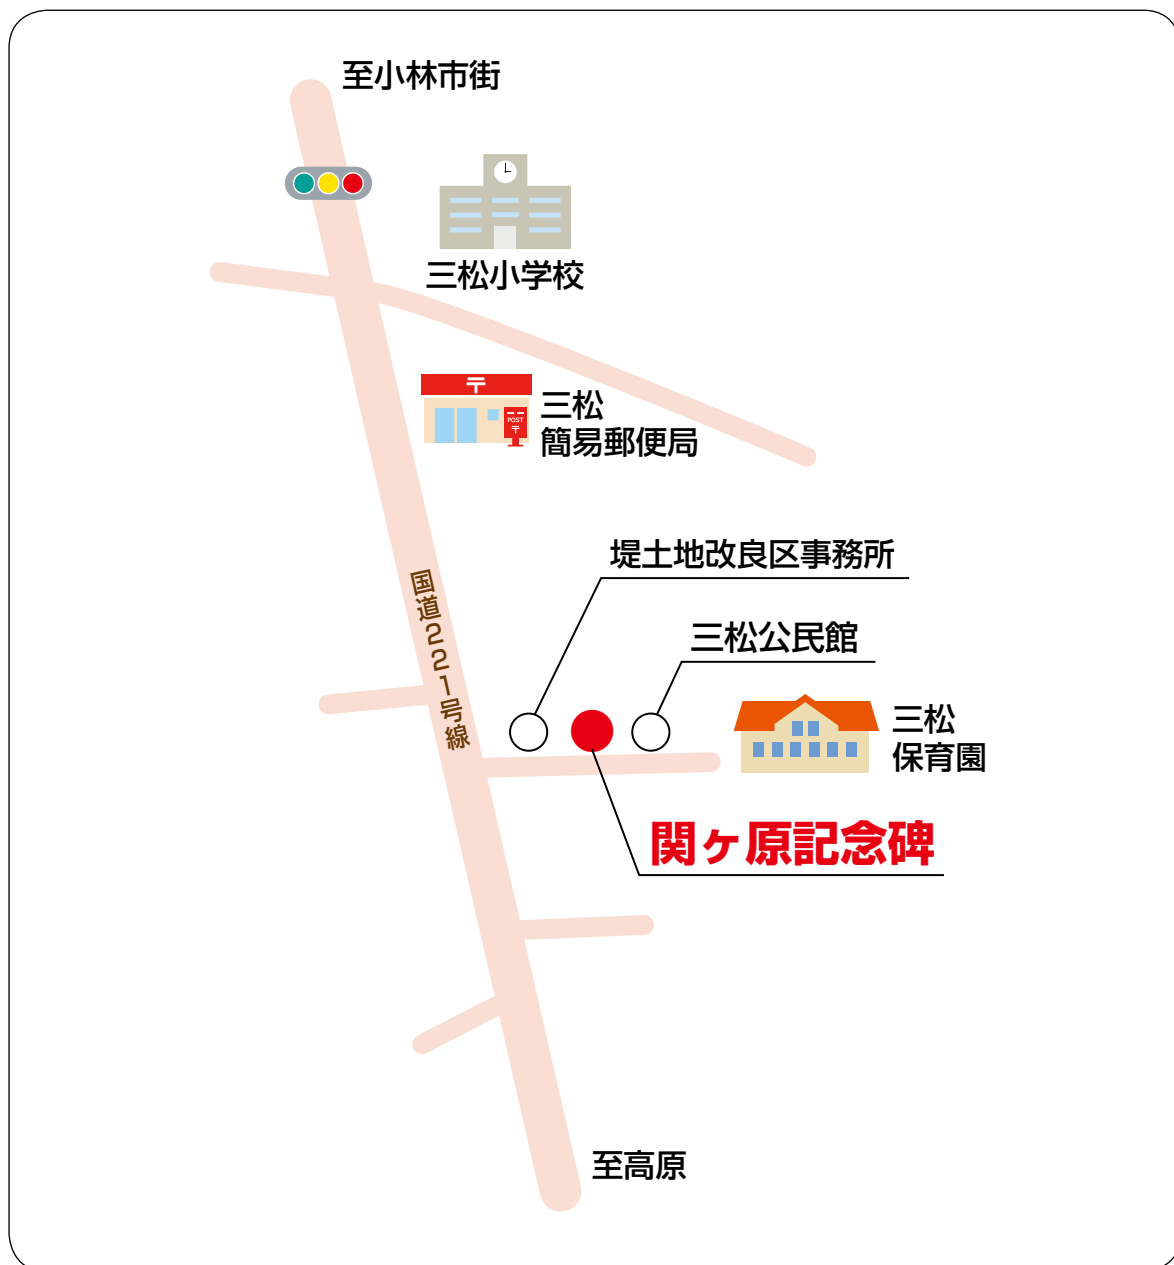 至小林市街
三松小学校
〒
POST
〒
三松
簡易郵便局
堤土地改良区事務所
三松公民館
国道221号線
三松
保育園
関ヶ原記念碑
至高原